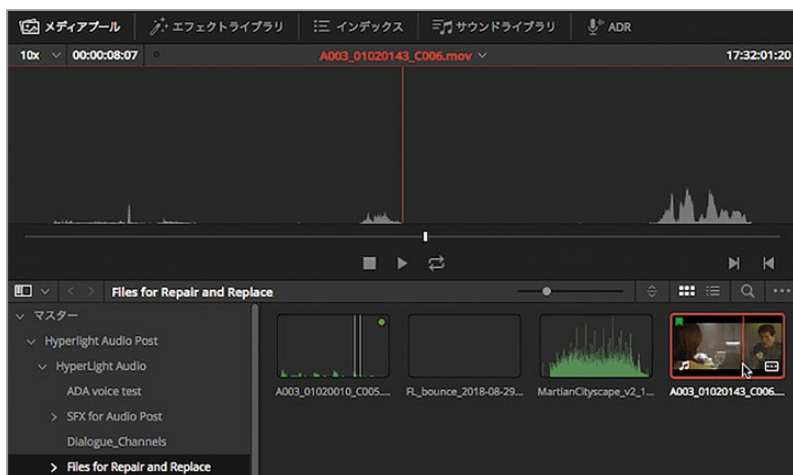 メディアプール エフェクトライブラリ インデックス サウンドライブラリ ADR
10x 00:00:08:07 A003_01020143_C006.mov 17:32:01:20
Files for Repair and Replace
マスター
Hyperlight Audio Post
HyperLight Audio
ADA voice test
SFX for Audio Post
Dialogue_Channels
Files for Repair and Replace
A003_01020010_C005.... FL_bounce_2018-08-29... MartianCityscape_v2_1... A003_01020143_C006....